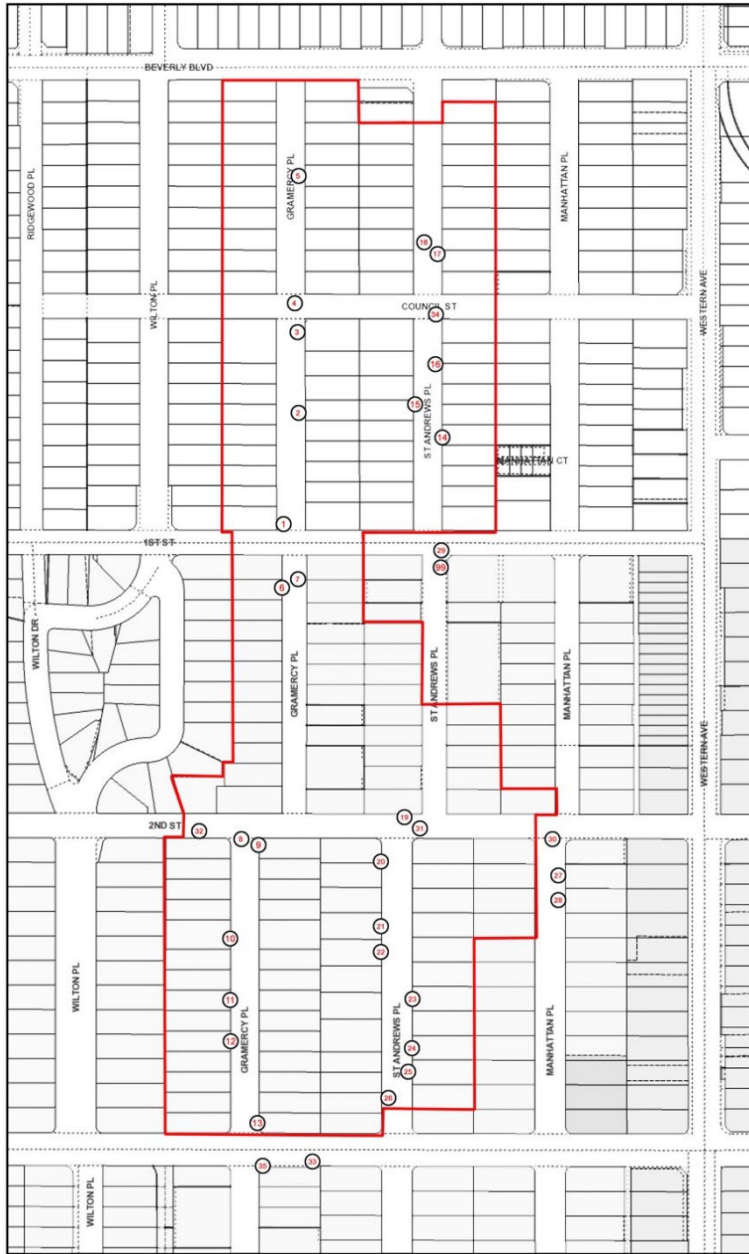 BEVERLY BLVD
RIDGEWOOD PL
WILTON PL
GRAMERCY PL
5
MANHATTAN PL
WESTERN AVE
18
17
4
COUNCIL ST
34
3
16
15
2
ST ANDREWS PL
14
MANHATTAN CT
1
1ST ST
29
99
7
6
WILTON DR
GRAMERCY PL
ST ANDREWS PL
MANHATTAN PL
WESTERN AVE
2ND ST
32
8
9
19
31
30
20
27
28
21
10
22
WILTON PL
11
23
12
GRAMERCY PL
24
25
ST ANDREWS PL
MANHATTAN PL
26
13
35
33
WILTON PL